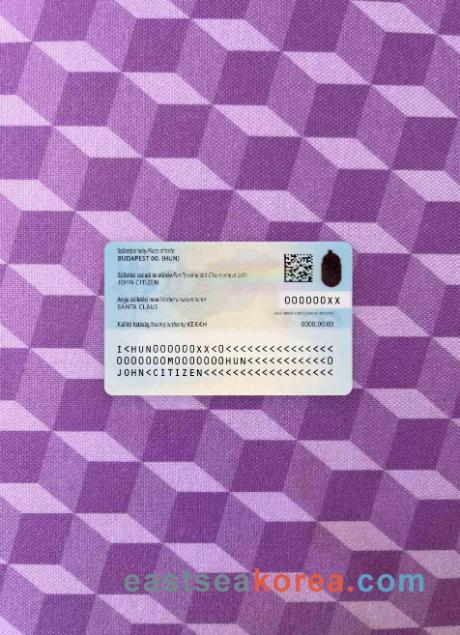 Születési hely/Place of birth:
BUDAPEST 00. (HUN)
Születési családi és utónév/Family name and Given name at birth:
JOHN CITIZEN
Anyja születési neve/Mother's maiden name:
SANTA CLAUS
000000XX
Kiállító hatóság/Issuing authority: KEKKH
0000.00.00
I<HUN000000XX<0<<<<<<<<<<<<<<<
0000000M0000000HUN<<<<<<<<<<<0
JOHN<CITIZEN<<<<<<<<<<<<<<<<<<
eastseakorea.com